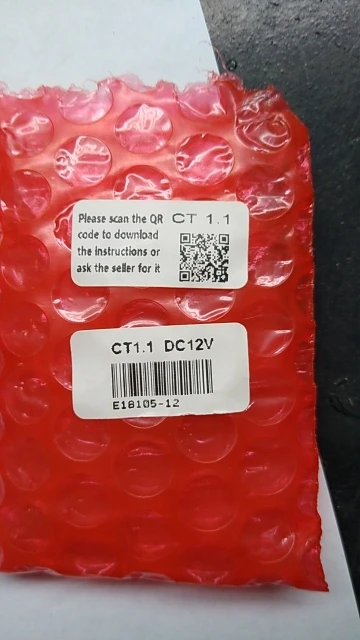 Please scan the QR CT 1.1
code to download
the instructions or
ask the seller for it
CT1.1 DC12V
E18105-12